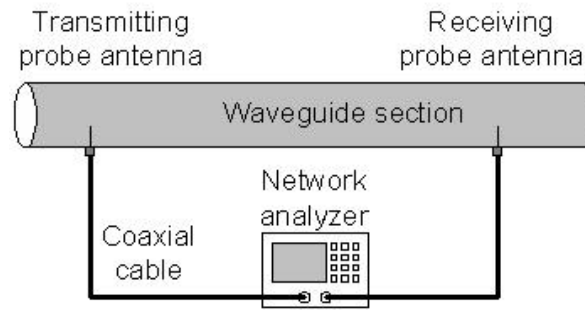 Transmitting
probe antenna
Receiving
probe antenna
Waveguide section
Network
analyzer
Coaxial
cable